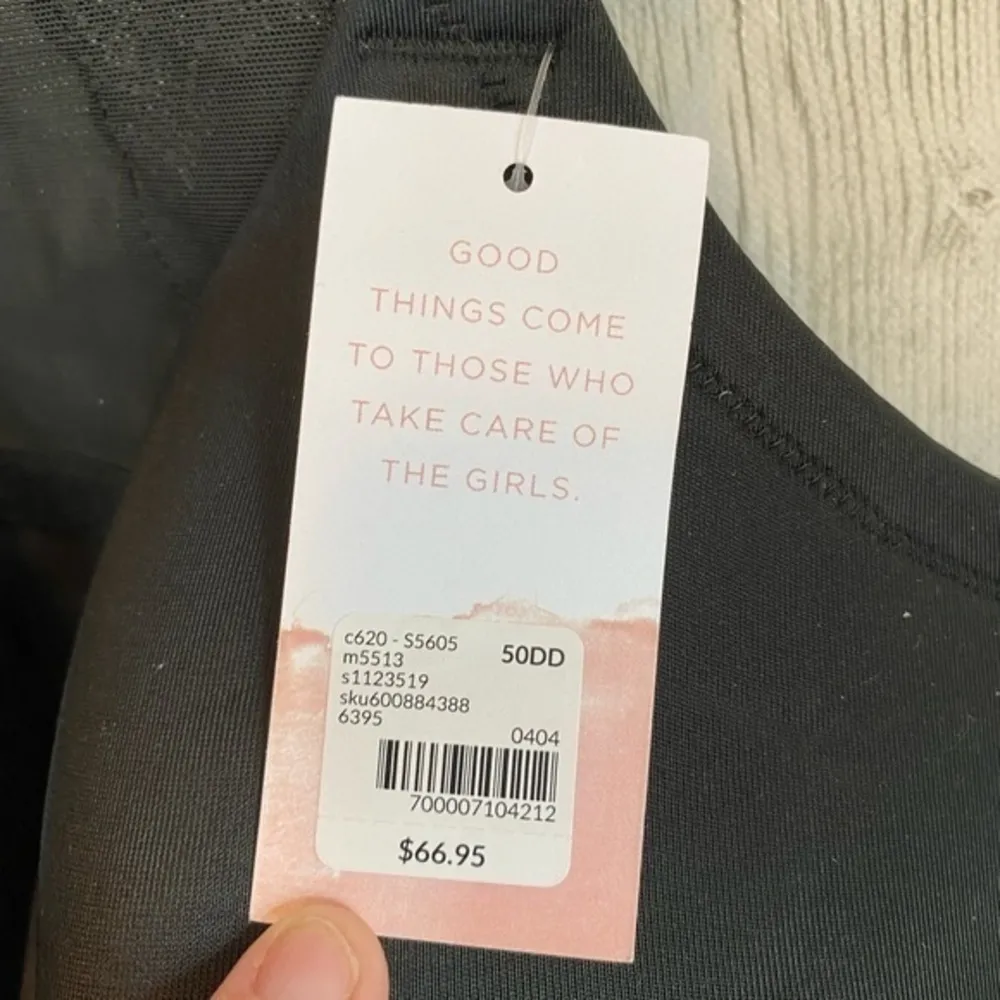 GOOD
THINGS COME
TO THOSE WHO
TAKE CARE OF
THE GIRLS.
c620 - S5605
50DD
m5513
s1123519
sku600884388
6395
0404
700007104212
$66.95